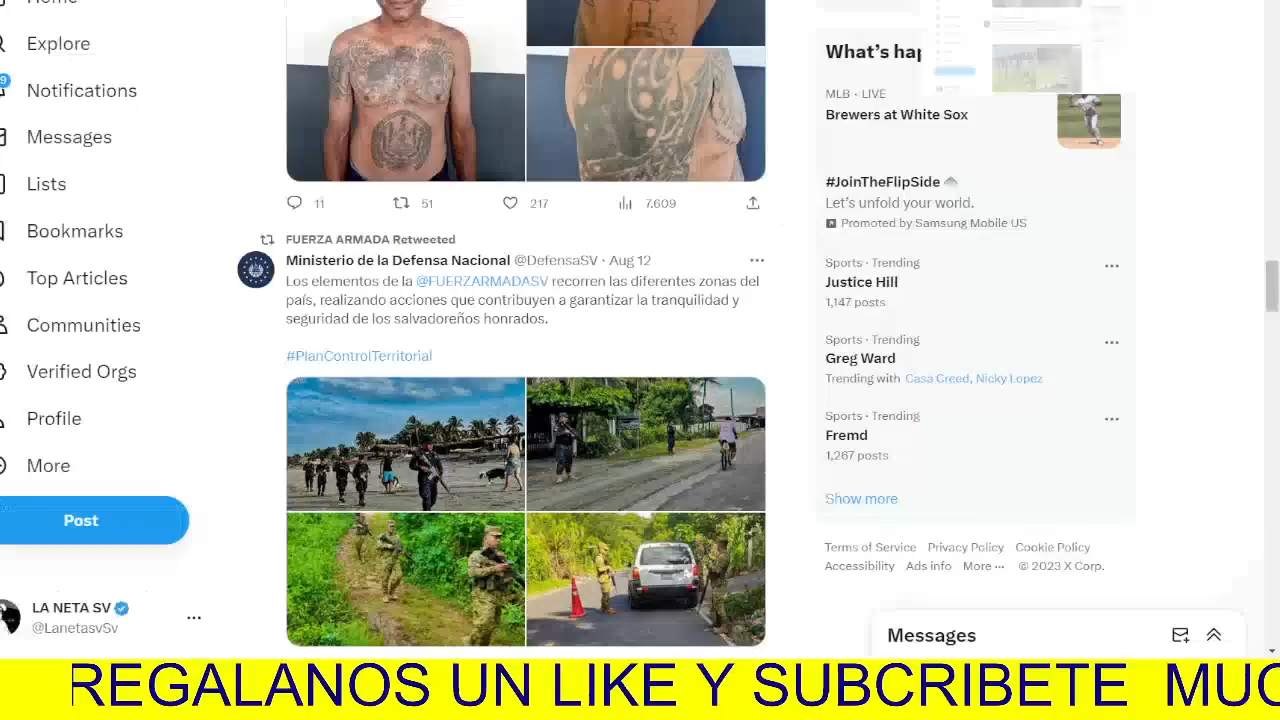 Home
Explore
9
Notifications
Messages
Lists
Bookmarks
Top Articles
Communities
Verified Orgs
Profile
More
Post
LA NETA SV
@LanetasvSv
11 51 217 7.609
FUERZA ARMADA Retweeted
Ministerio de la Defensa Nacional @DefensaSV · Aug 12
Los elementos de la @FUERZARMADASV recorren las diferentes zonas del
país, realizando acciones que contribuyen a garantizar la tranquilidad y
seguridad de los salvadoreños honrados.
#PlanControlTerritorial
What's hap
MLB · LIVE
Brewers at White Sox
#JoinTheFlipSide
Let's unfold your world.
Promoted by Samsung Mobile US
Sports · Trending
Justice Hill
1,147 posts
Sports · Trending
Greg Ward
Trending with Casa Creed, Nicky Lopez
Sports · Trending
Fremd
1,267 posts
Show more
Terms of Service Privacy Policy Cookie Policy
Accessibility Ads info More ··· © 2023 X Corp.
Messages
REGALANOS UN LIKE Y SUBCRIBETE MUC